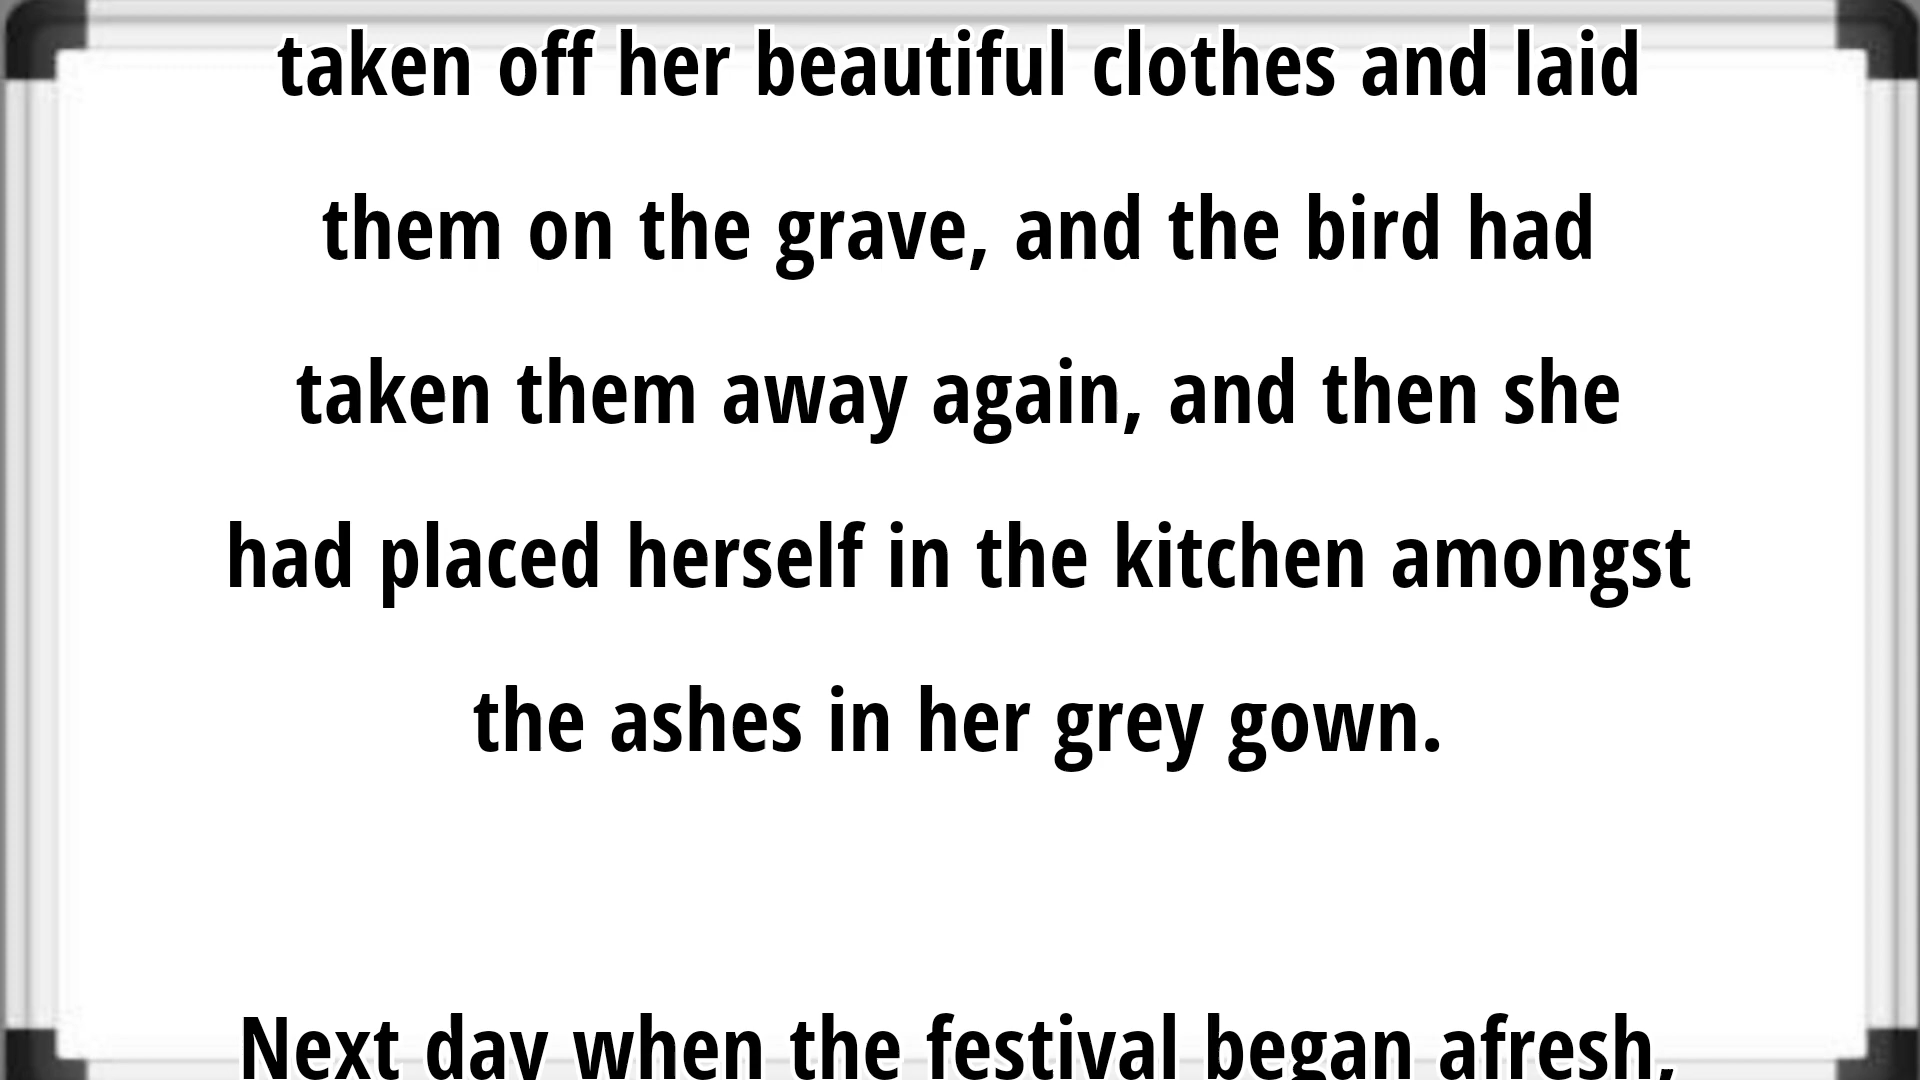 taken off her beautiful clothes and laid
them on the grave, and the bird had
taken them away again, and then she
had placed herself in the kitchen amongst
the ashes in her grey gown.
Next day when the festival began afresh,